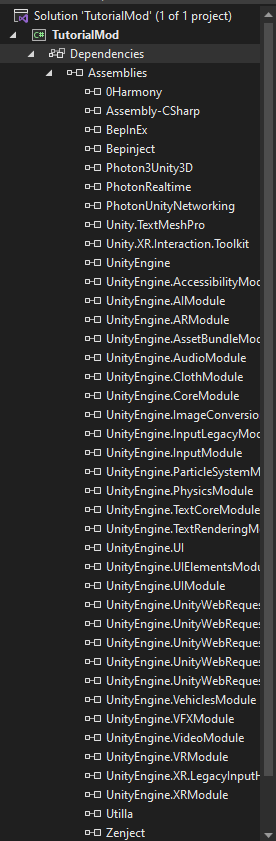 Solution 'TutorialMod' (1 of 1 project)
TutorialMod
Dependencies
Assemblies
0Harmony
Assembly-CSharp
BepInEx
Bepinject
Photon3Unity3D
PhotonRealtime
PhotonUnityNetworking
Unity.TextMeshPro
Unity.XR.Interaction.Toolkit
UnityEngine
UnityEngine.AccessibilityMod
UnityEngine.AIModule
UnityEngine.ARModule
UnityEngine.AssetBundleMod
UnityEngine.AudioModule
UnityEngine.ClothModule
UnityEngine.CoreModule
UnityEngine.ImageConversio
UnityEngine.InputLegacyMod
UnityEngine.InputModule
UnityEngine.ParticleSystemM
UnityEngine.PhysicsModule
UnityEngine.TextCoreModule
UnityEngine.TextRenderingM
UnityEngine.UI
UnityEngine.UIElementsModu
UnityEngine.UIModule
UnityEngine.UnityWebReques
UnityEngine.UnityWebReques
UnityEngine.UnityWebReques
UnityEngine.UnityWebReques
UnityEngine.UnityWebReques
UnityEngine.VehiclesModule
UnityEngine.VFXModule
UnityEngine.VideoModule
UnityEngine.VRModule
UnityEngine.XR.LegacyInputH
UnityEngine.XRModule
Utilla
Zenject